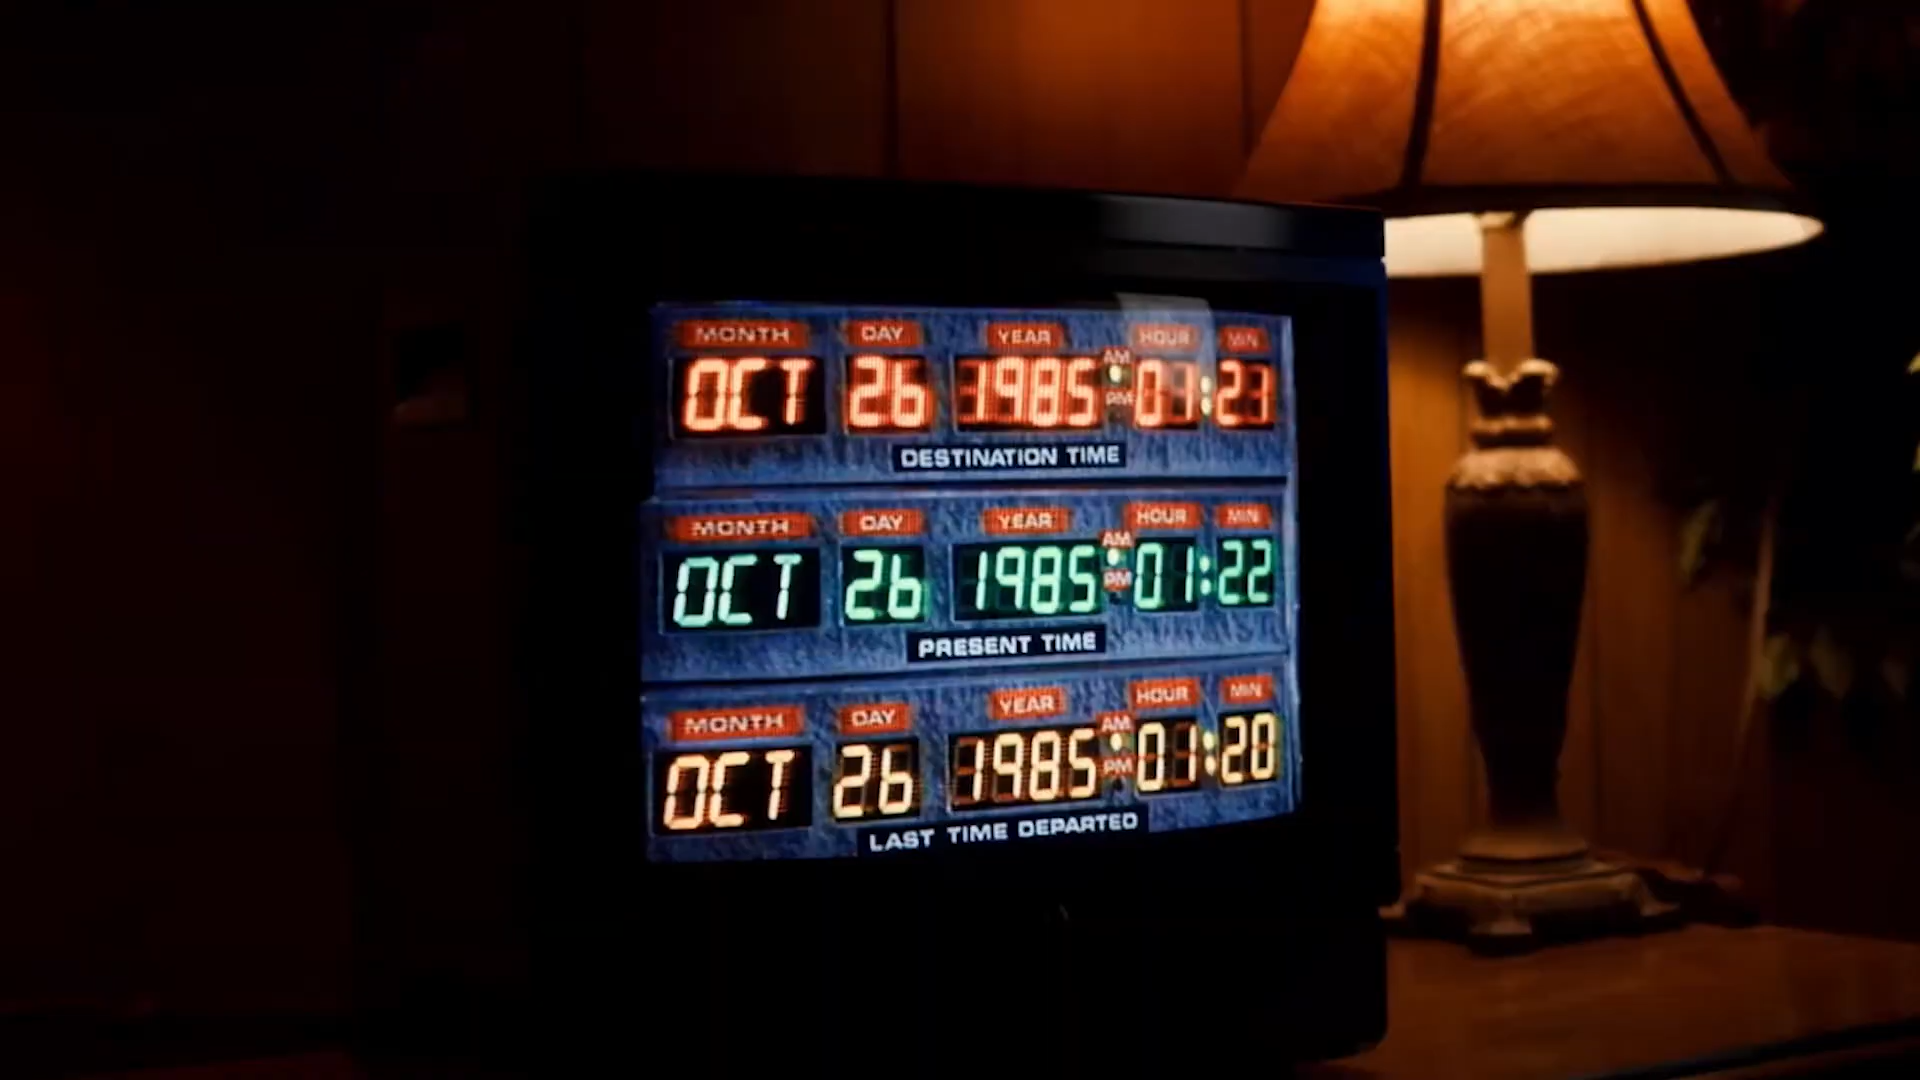 MONTH DAY YEAR HOUR MIN
OCT 26 1985 AM PM 01:21
DESTINATION TIME
MONTH DAY YEAR HOUR MIN
OCT 26 1985 AM PM 01:22
PRESENT TIME
MONTH DAY YEAR HOUR MIN
OCT 26 1985 AM PM 01:20
LAST TIME DEPARTED